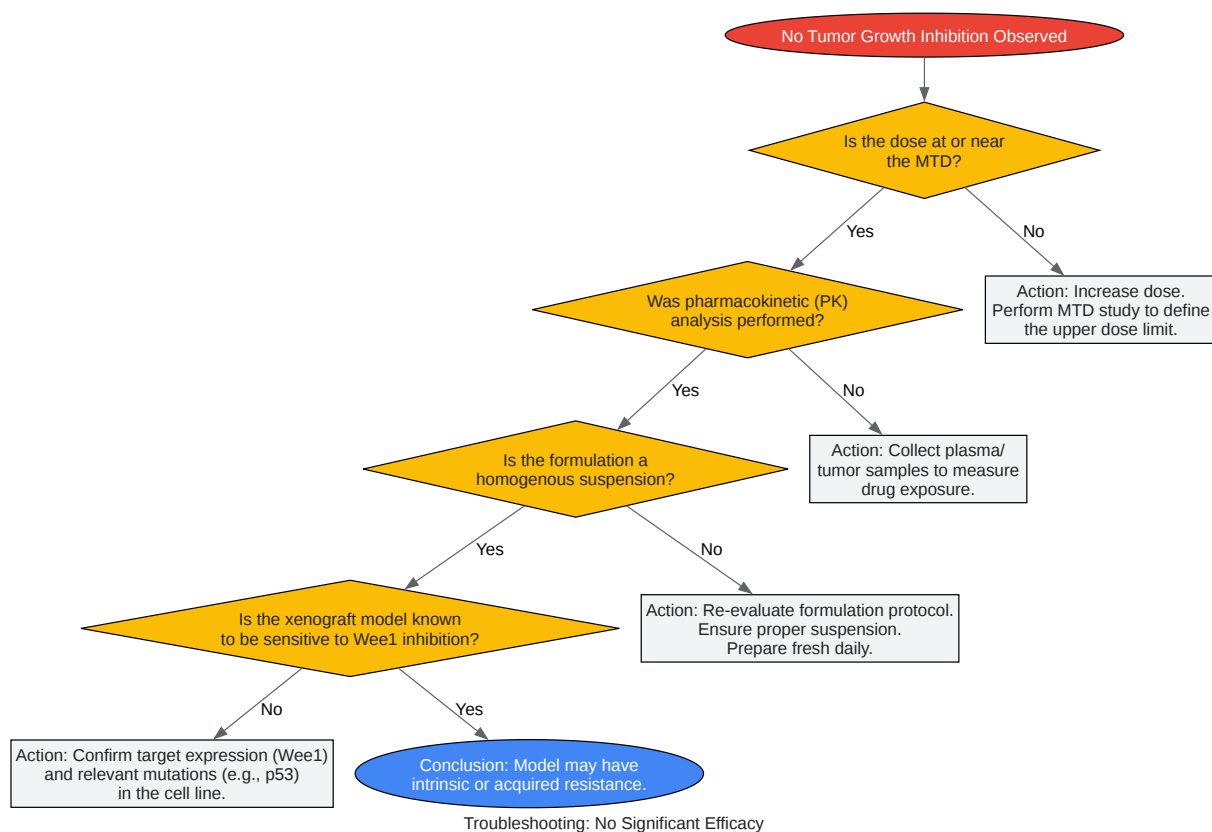 No Tumor Growth Inhibition Observed
Is the dose at or near
the MTD?
Yes
No
Was pharmacokinetic (PK)
analysis performed?
Action: Increase dose.
Perform MTD study to define
the upper dose limit.
Yes
No
Is the formulation a
homogenous suspension?
Action: Collect plasma/
tumor samples to measure
drug exposure.
Yes
No
Is the xenograft model known
to be sensitive to Wee1 inhibition?
Action: Re-evaluate formulation protocol.
Ensure proper suspension.
Prepare fresh daily.
No
Yes
Action: Confirm target expression (Wee1)
and relevant mutations (e.g., p53)
in the cell line.
Conclusion: Model may have
intrinsic or acquired resistance.
Troubleshooting: No Significant Efficacy